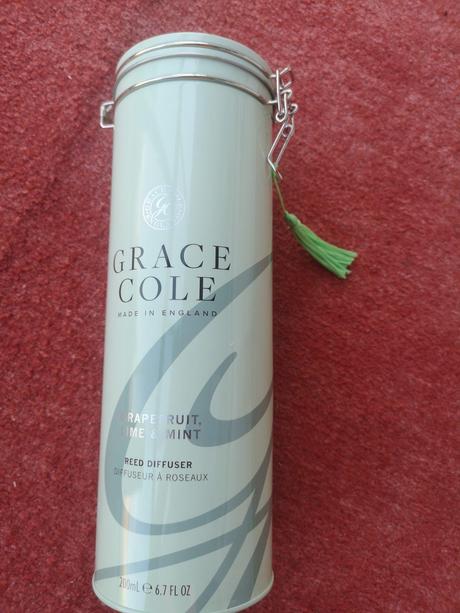 GRACE
COLE
MADE IN ENGLAND
GRAPEFRUIT,
LIME & MINT
REED DIFFUSER
DIFFUSEUR À ROSEAUX
200mL ℮ 6.7 FL OZ